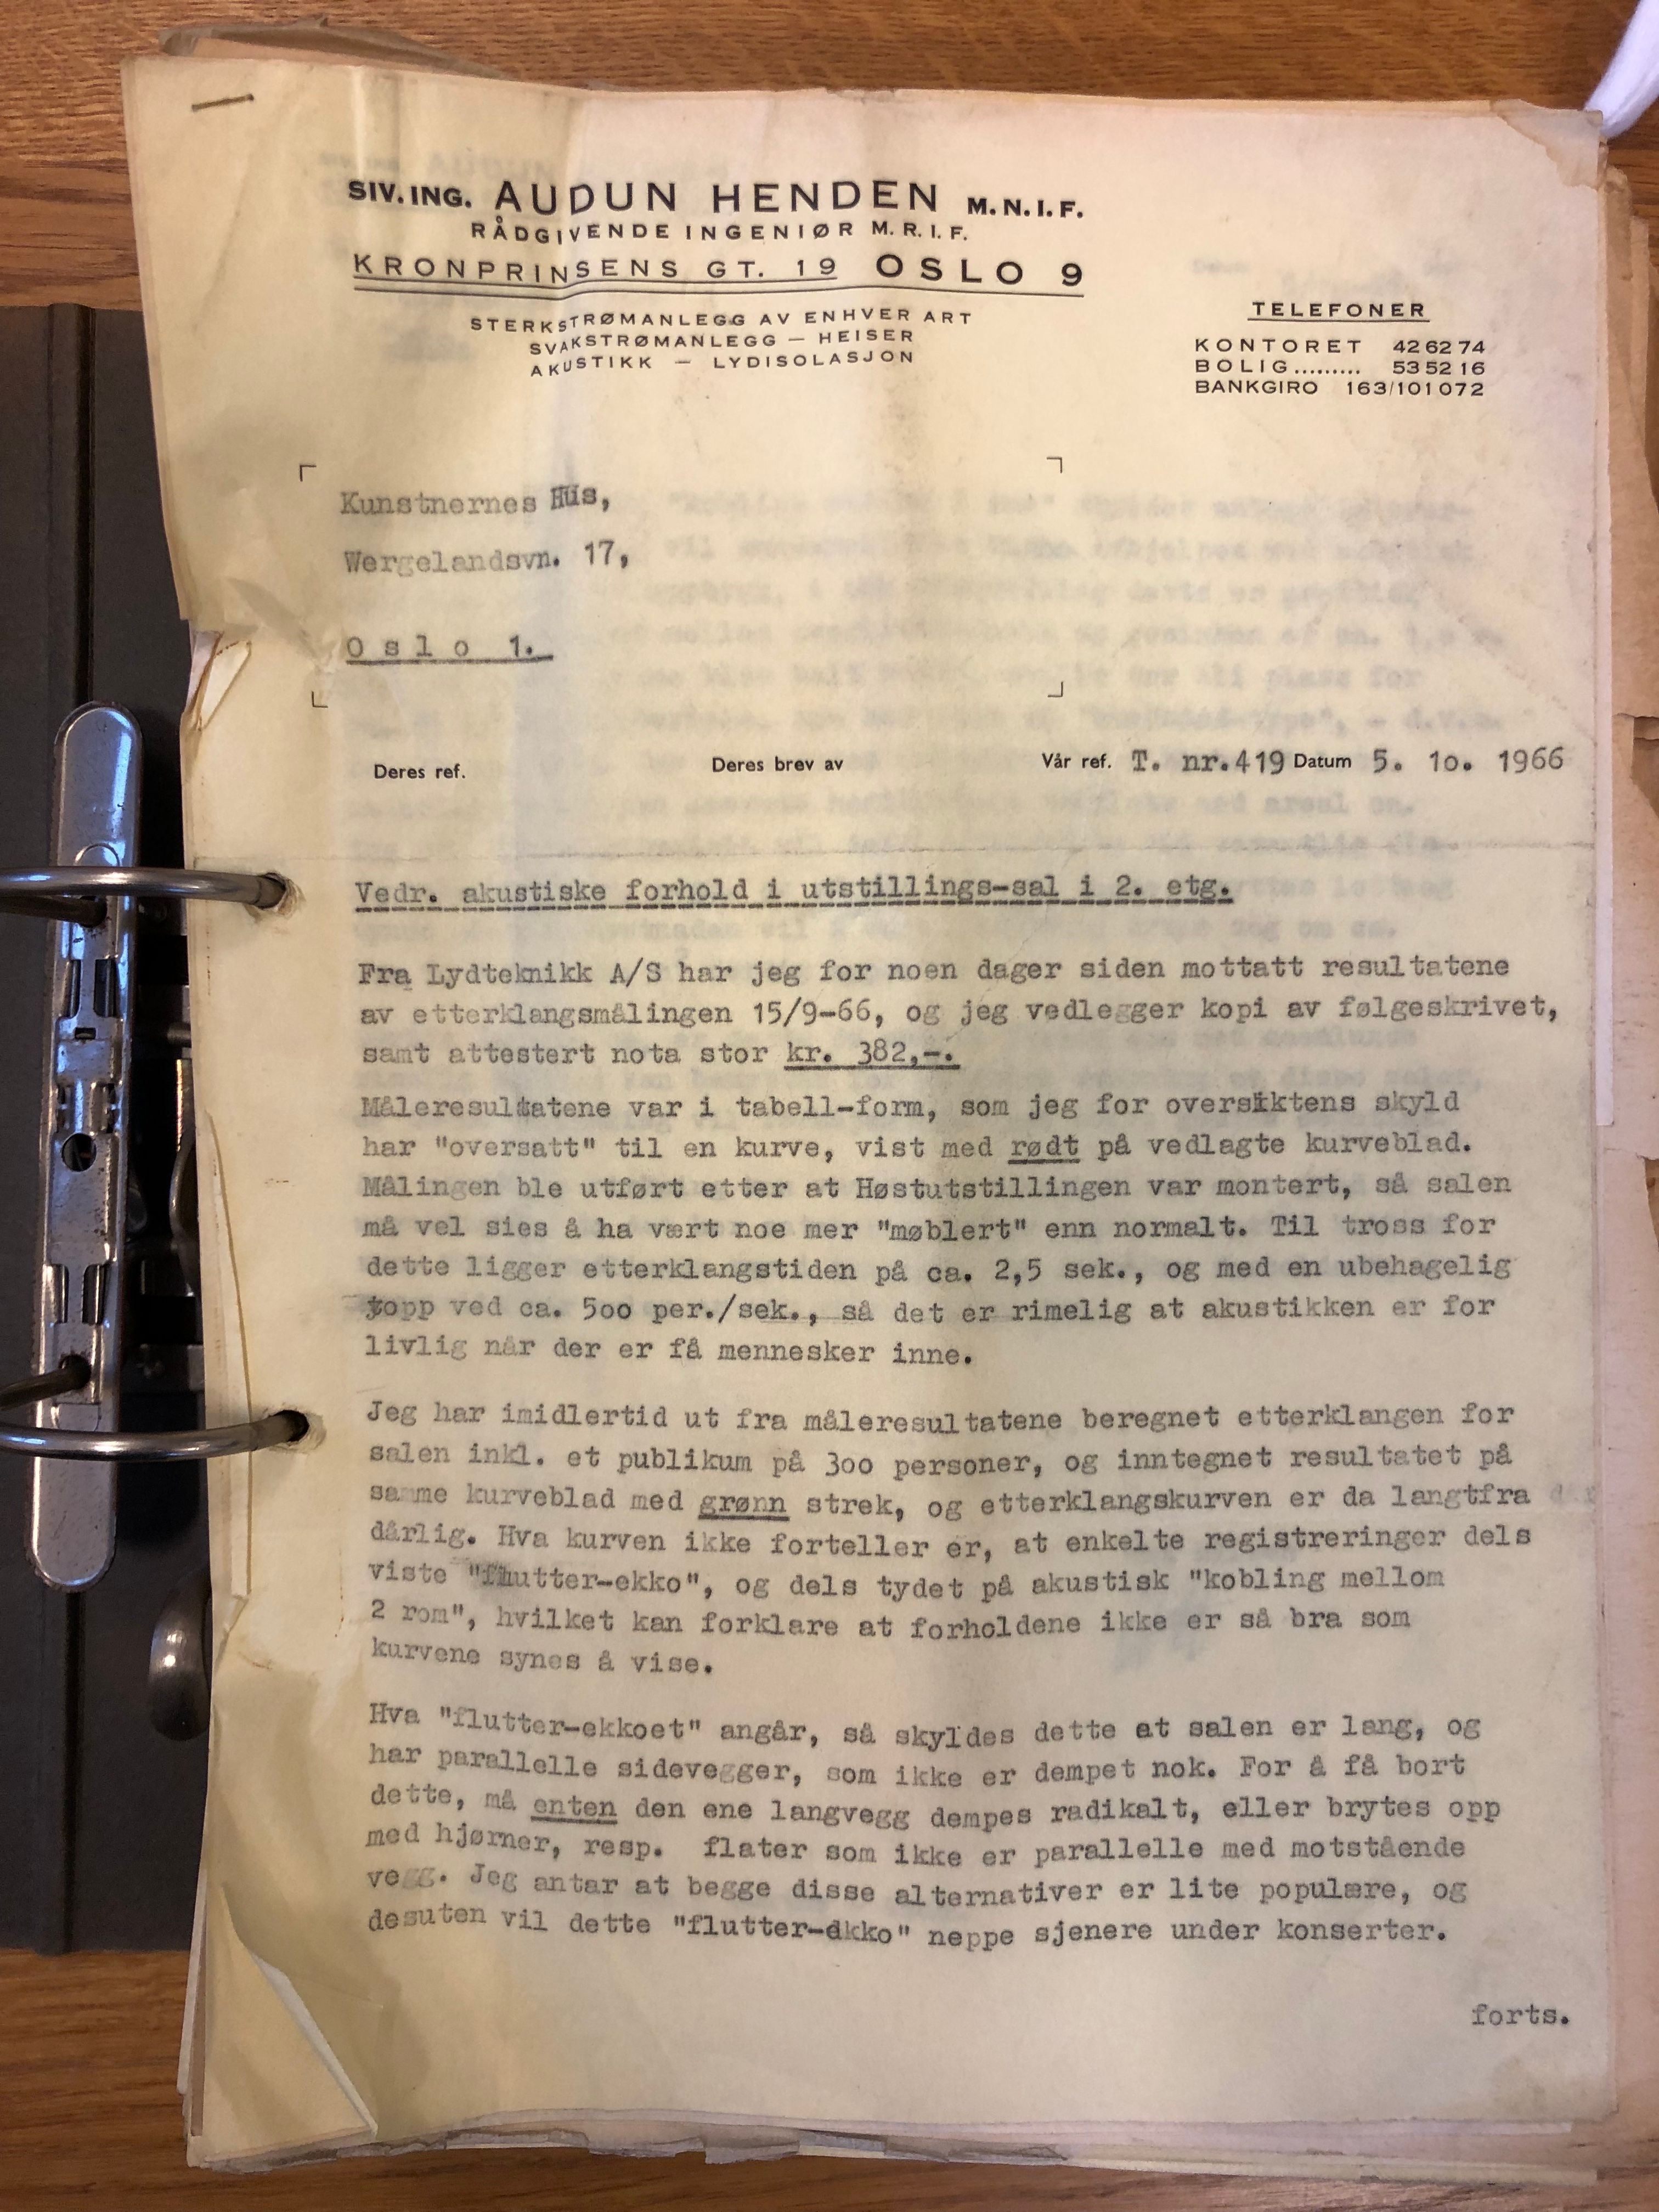 SIV.ING. AUDUN HENDEN M.N.I.F.
RÅDGIVENDE INGENIØR M.R.I.F.
KRONPRINSENS GT. 19 OSLO 9
STERKSTRØMANLEGG AV ENHVER ART
SVAKSTRØMANLEGG — HEISER
AKUSTIKK — LYDISOLASJON
TELEFONER
KONTORET 42 62 74
BOLIG......... 53 52 16
BANKGIRO 163/101 072
Kunstnernes Hus,
Wergelandsvn. 17,
O s l o 1.
Deres ref. Deres brev av Vår ref. T. nr.419 Datum 5. 1o. 1966
Vedr. akustiske forhold i utstillings-sal i 2. etg.
Fra Lydteknikk A/S har jeg for noen dager siden mottatt resultatene
av etterklangsmålingen 15/9-66, og jeg vedlegger kopi av følgeskrivet,
samt attestert nota stor kr. 382,-.
Måleresultatene var i tabell-form, som jeg for oversiktens skyld
har "oversatt" til en kurve, vist med rødt på vedlagte kurveblad.
Målingen ble utført etter at Høstutstillingen var montert, så salen
må vel sies å ha vært noe mer "møblert" enn normalt. Til tross for
dette ligger etterklangstiden på ca. 2,5 sek., og med en ubehagelig
topp ved ca. 5oo per./sek., så det er rimelig at akustikken er for
livlig når der er få mennesker inne.
Jeg har imidlertid ut fra måleresultatene beregnet etterklangen for
salen inkl. et publikum på 3oo personer, og inntegnet resultatet på
samme kurveblad med grønn strek, og etterklangskurven er da langtfra
dårlig. Hva kurven ikke forteller er, at enkelte registreringer dels
viste "flutter-ekko", og dels tydet på akustisk "kobling mellom
2 rom", hvilket kan forklare at forholdene ikke er så bra som
kurvene synes å vise.
Hva "flutter-ekkoet" angår, så skyldes dette at salen er lang, og
har parallelle sidevegger, som ikke er dempet nok. For å få bort
dette, må enten den ene langvegg dempes radikalt, eller brytes opp
med hjørner, resp. flater som ikke er parallelle med motstående
vegg. Jeg antar at begge disse alternativer er lite populære, og
desuten vil dette "flutter-dkko" neppe sjenere under konserter.
forts.